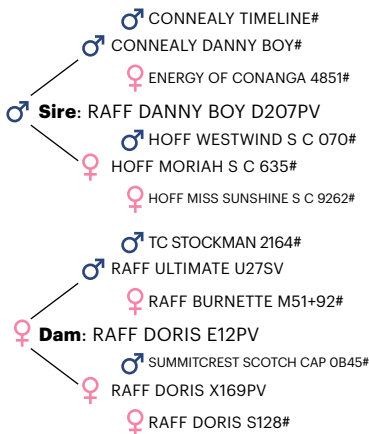 CONNEALY TIMELINE#
CONNEALY DANNY BOY#
ENERGY OF CONANGA 4851#
Sire: RAFF DANNY BOY D207PV
HOFF WESTWIND S C 070#
HOFF MORIAH S C 635#
HOFF MISS SUNSHINE S C 9262#
TC STOCKMAN 2164#
RAFF ULTIMATE U27SV
RAFF BURNETTE M51+92#
Dam: RAFF DORIS E12PV
SUMMITCREST SCOTCH CAP 0B45#
RAFF DORIS X169PV
RAFF DORIS S128#